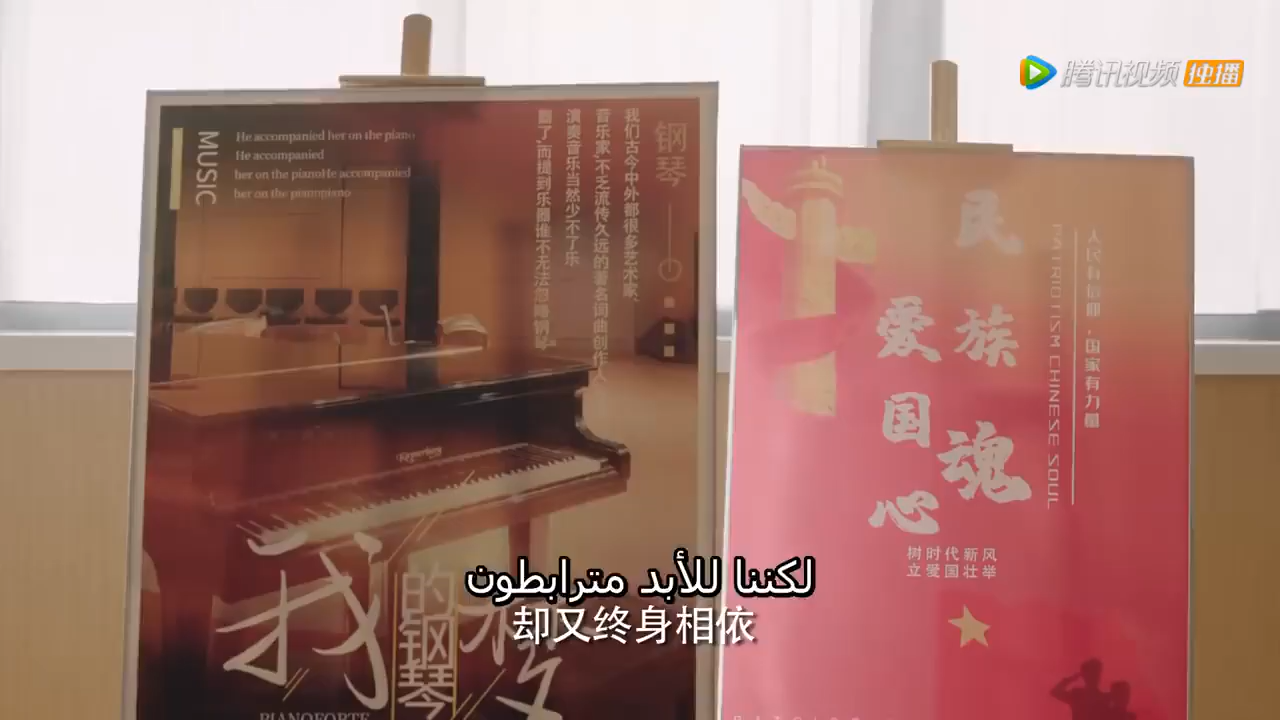 腾讯视频 独播
MUSIC
He accompanied her on the piano
He accompanied
her on the pianoHe accompanied
her on the pianopiano
钢琴
我们古今中外都很多艺术家、
音乐家,不乏流传久远的著名词曲创作人
演奏音乐当然少不了乐
器了,而提到乐器谁不无法忽略钢琴
我的钢琴梦
PIANOFORTE
民族魂
爱国心
人民有信仰,国家有力量
PATRIOTISM CHINESE SOUL
树时代新风
立爱国壮举
لكننا للأبد مترابطون
却又终身相依